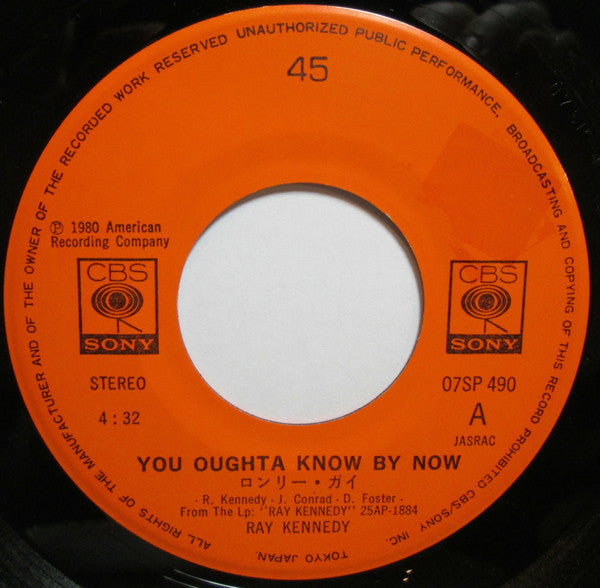 ALL RIGHTS OF THE MANUFACTURER AND OF THE OWNER OF THE RECORDED WORK RESERVED UNAUTHORIZED PUBLIC PERFORMANCE, BROADCASTING AND COPYING OF THIS RECORD PROHIBITED CBS/SONY INC.
TOKYO JAPAN.
45
℗ 1980 American
Recording Company
CBS
SONY
CBS
SONY
STEREO
4:32
07SP 490
A
JASRAC
YOU OUGHTA KNOW BY NOW
ロンリー・ガイ
· R. Kennedy · J. Conrad · D. Foster ·
From The Lp: "RAY KENNEDY" 25AP-1884
RAY KENNEDY